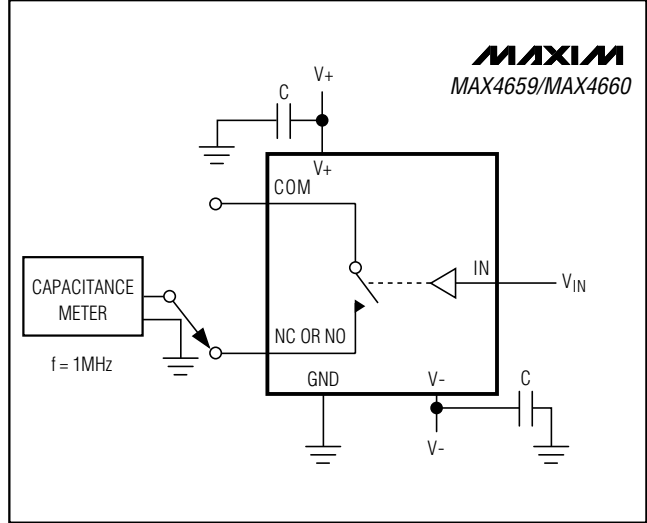 MAXIM
MAX4659/MAX4660
V+
C
V+
COM
IN
VIN
CAPACITANCE
METER
NC OR NO
f = 1MHz
GND
V-
C
V-